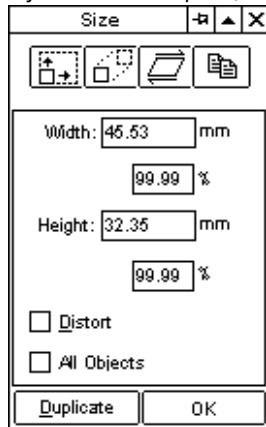 Size
Width: 45.53 mm
99.99 %
Height: 32.35 mm
99.99 %
Distort
All Objects
Duplicate OK